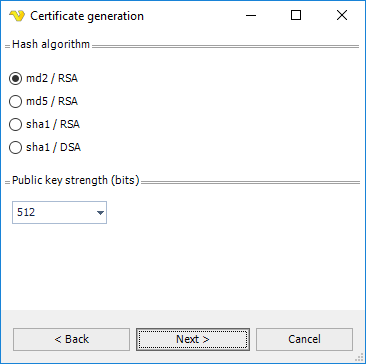 Certificate generation
Hash algorithm
md2 / RSA
md5 / RSA
sha1 / RSA
sha1 / DSA
Public key strength (bits)
512
< Back
Next >
Cancel